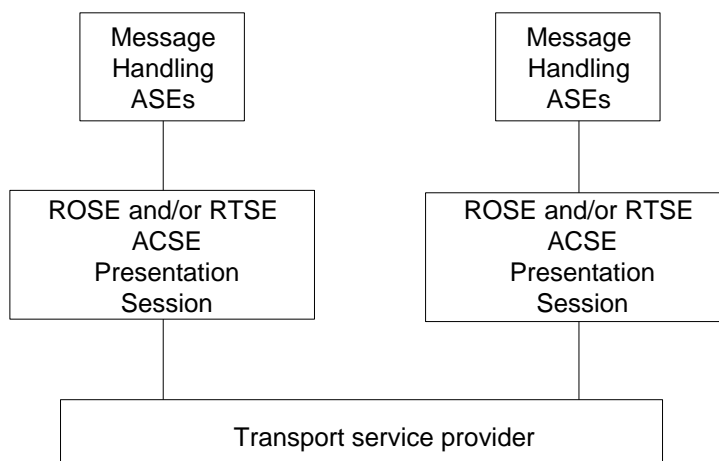 Message
Handling
ASEs
Message
Handling
ASEs
ROSE and/or RTSE
ACSE
Presentation
Session
ROSE and/or RTSE
ACSE
Presentation
Session
Transport service provider